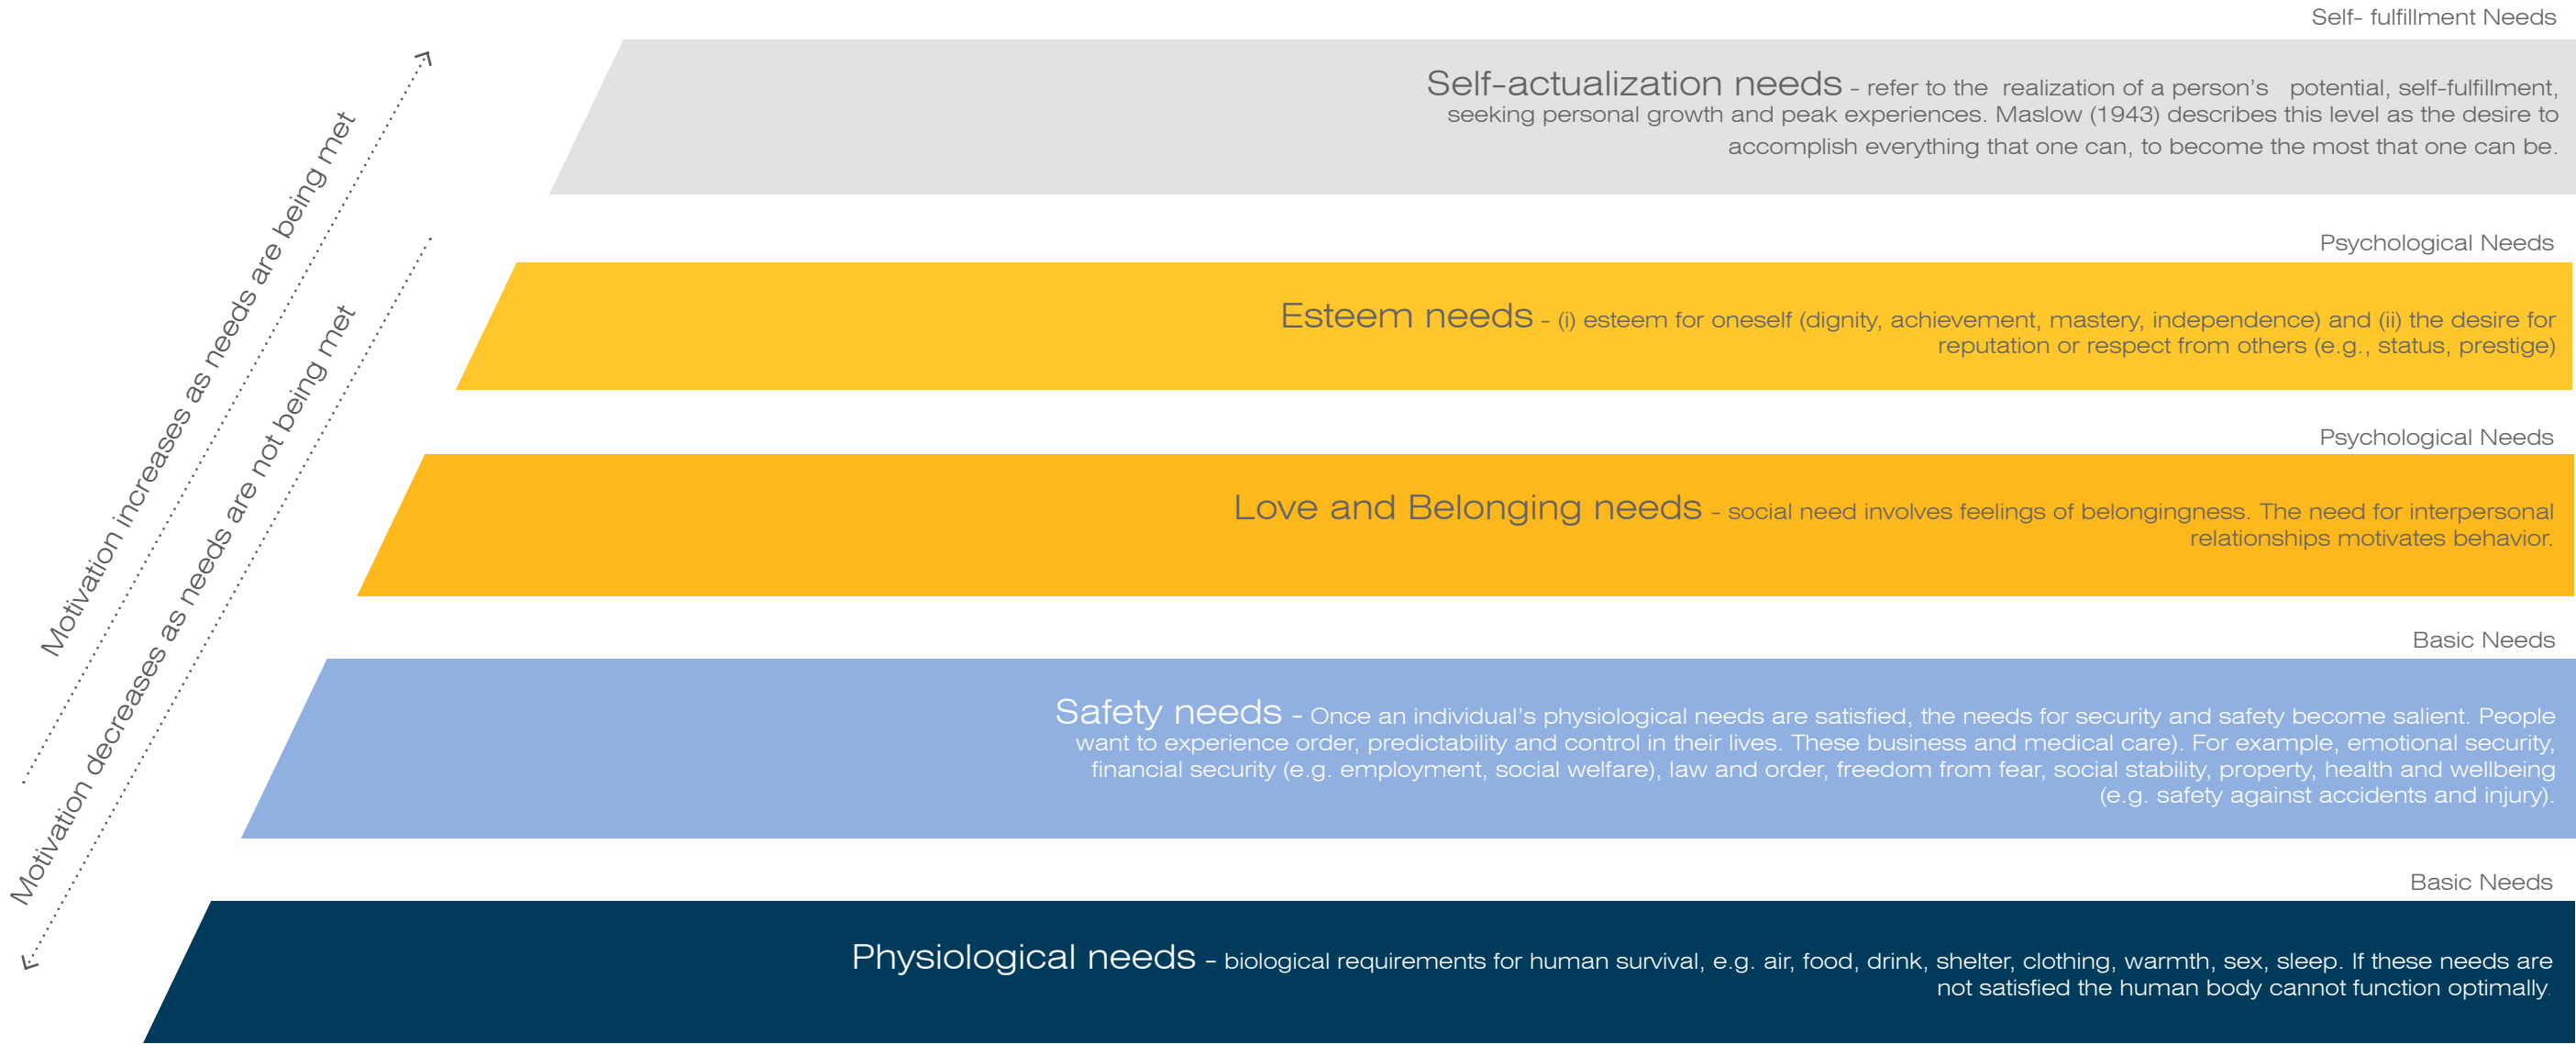 Self- fulfillment Needs
Self-actualization needs - refer to the realization of a person's potential, self-fulfillment,
seeking personal growth and peak experiences. Maslow (1943) describes this level as the desire to
accomplish everything that one can, to become the most that one can be.
Motivation increases as needs are being met
Motivation decreases as needs are not being met
Psychological Needs
Esteem needs - (i) esteem for oneself (dignity, achievement, mastery, independence) and (ii) the desire for
reputation or respect from others (e.g., status, prestige)
Psychological Needs
Love and Belonging needs - social need involves feelings of belongingness. The need for interpersonal
relationships motivates behavior.
Basic Needs
Safety needs - Once an individual's physiological needs are satisfied, the needs for security and safety become salient. People
want to experience order, predictability and control in their lives. These business and medical care). For example, emotional security,
financial security (e.g. employment, social welfare), law and order, freedom from fear, social stability, property, health and wellbeing
(e.g. safety against accidents and injury).
Basic Needs
Physiological needs - biological requirements for human survival, e.g. air, food, drink, shelter, clothing, warmth, sex, sleep. If these needs are
not satisfied the human body cannot function optimally.